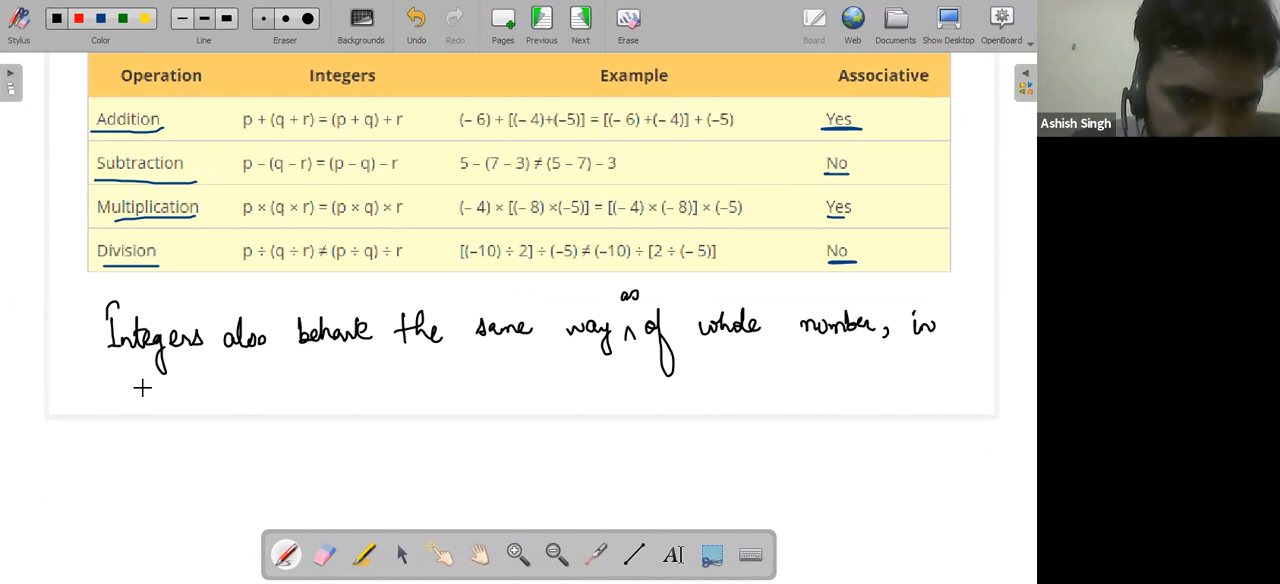 Stylus Color Line Eraser Backgrounds Undo Redo Pages Previous Next Erase Board Web Documents Show Desktop OpenBoard
Ashish Singh
Operation Integers Example Associative
Addition p + (q + r) = (p + q) + r (– 6) + [(– 4)+(–5)] = [(– 6) +(– 4)] + (–5) Yes
Subtraction p – (q – r) = (p – q) – r 5 – (7 – 3) ≠ (5 – 7) – 3 No
Multiplication p × (q × r) = (p × q) × r (– 4) × [(– 8) ×(–5)] = [(– 4) × (– 8)] × (–5) Yes
Division p ÷ (q ÷ r) ≠ (p ÷ q) ÷ r [(–10) ÷ 2] ÷ (–5) ≠ (–10) ÷ [2 ÷ (– 5)] No
as
Integers also behave the same way ^ of whole number, in
AI